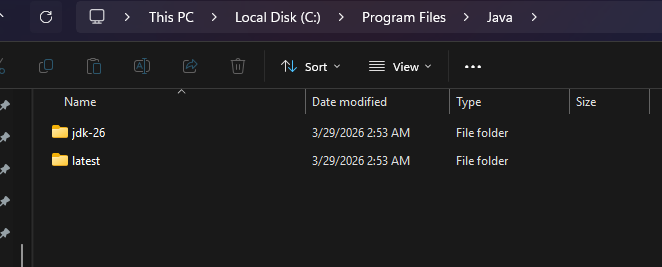 This PC > Local Disk (C:) > Program Files > Java >
Sort View
Name Date modified Type Size
jdk-26 3/29/2026 2:53 AM File folder
latest 3/29/2026 2:53 AM File folder